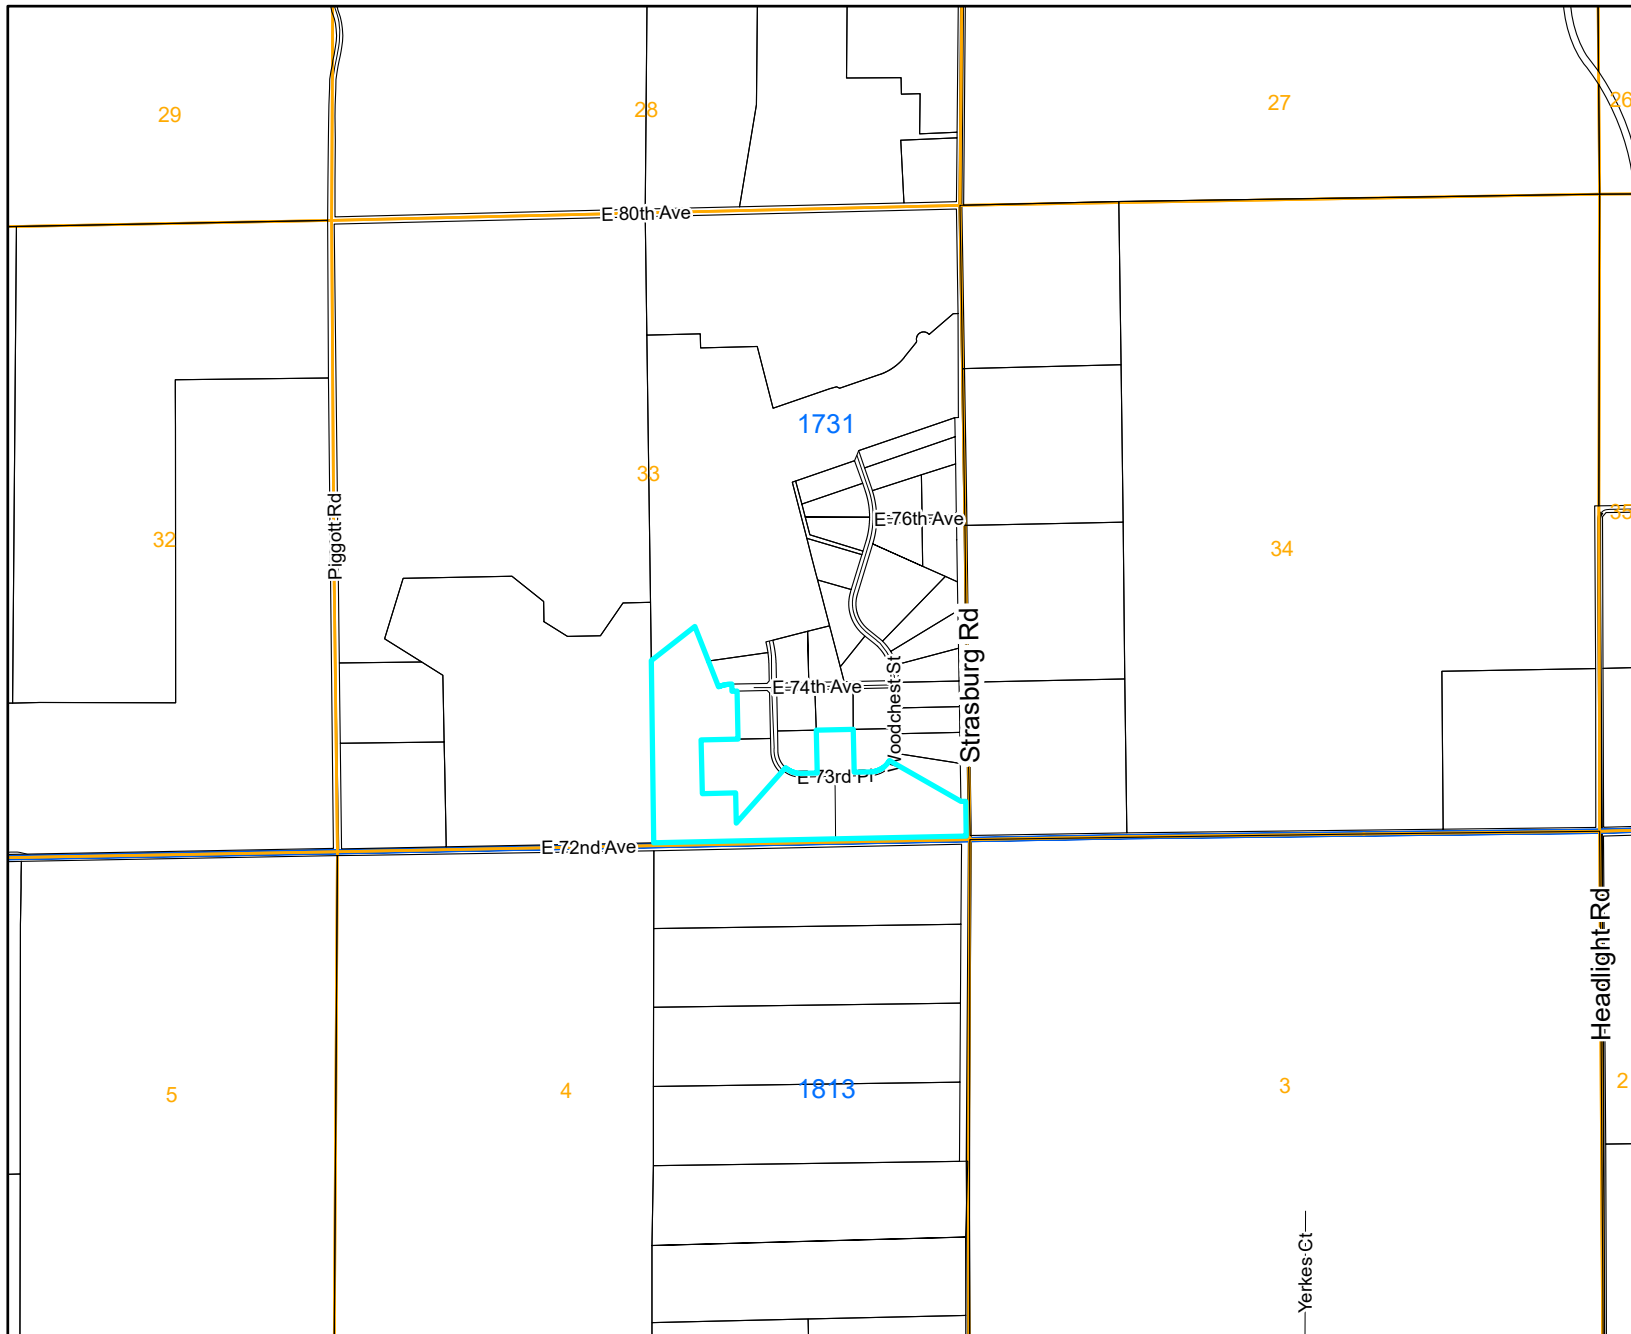 29
28
27
26
E 80th Ave
1731
33
Piggott Rd
32
E 76th Ave
35
34
Strasburg Rd
E 74th Ave
Woodchest St
E 73rd Pl
E 72nd Ave
Headlight Rd
5
4
1813
3
2
Yerkes Ct